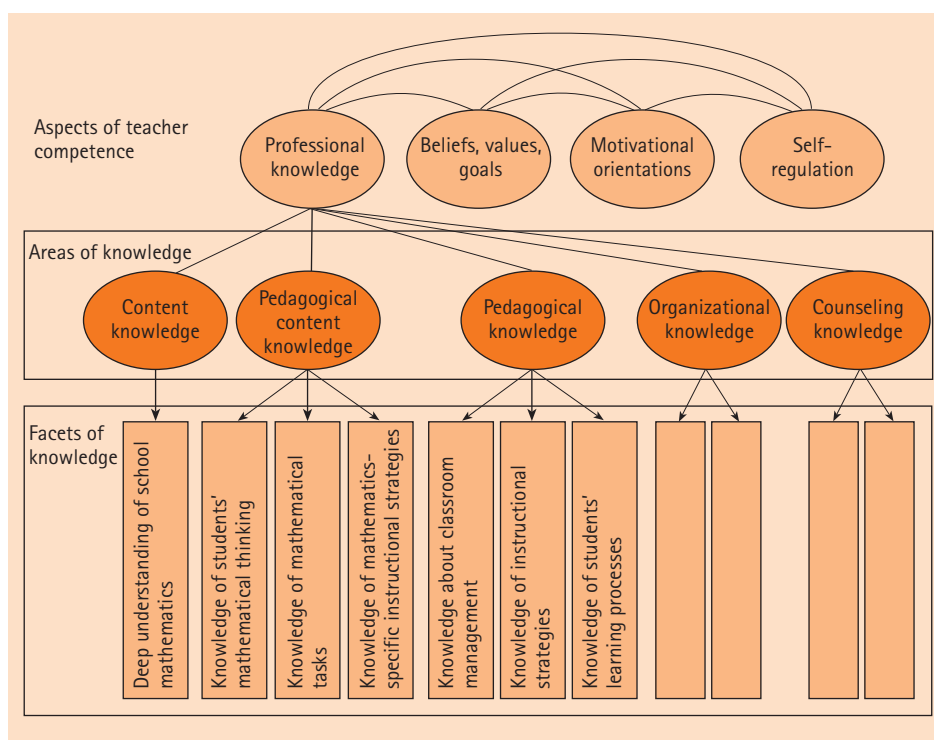 Aspects of teacher
competence
Professional
knowledge
Beliefs, values,
goals
Motivational
orientations
Self-
regulation
Areas of knowledge
Content
knowledge
Pedagogical
content
knowledge
Pedagogical
knowledge
Organizational
knowledge
Counseling
knowledge
Facets of
knowledge
Deep understanding of school
mathematics
Knowledge of students'
mathematical thinking
Knowledge of mathematical
tasks
Knowledge of mathematics-
specific instructional strategies
Knowledge about classroom
management
Knowledge of instructional
strategies
Knowledge of students'
learning processes